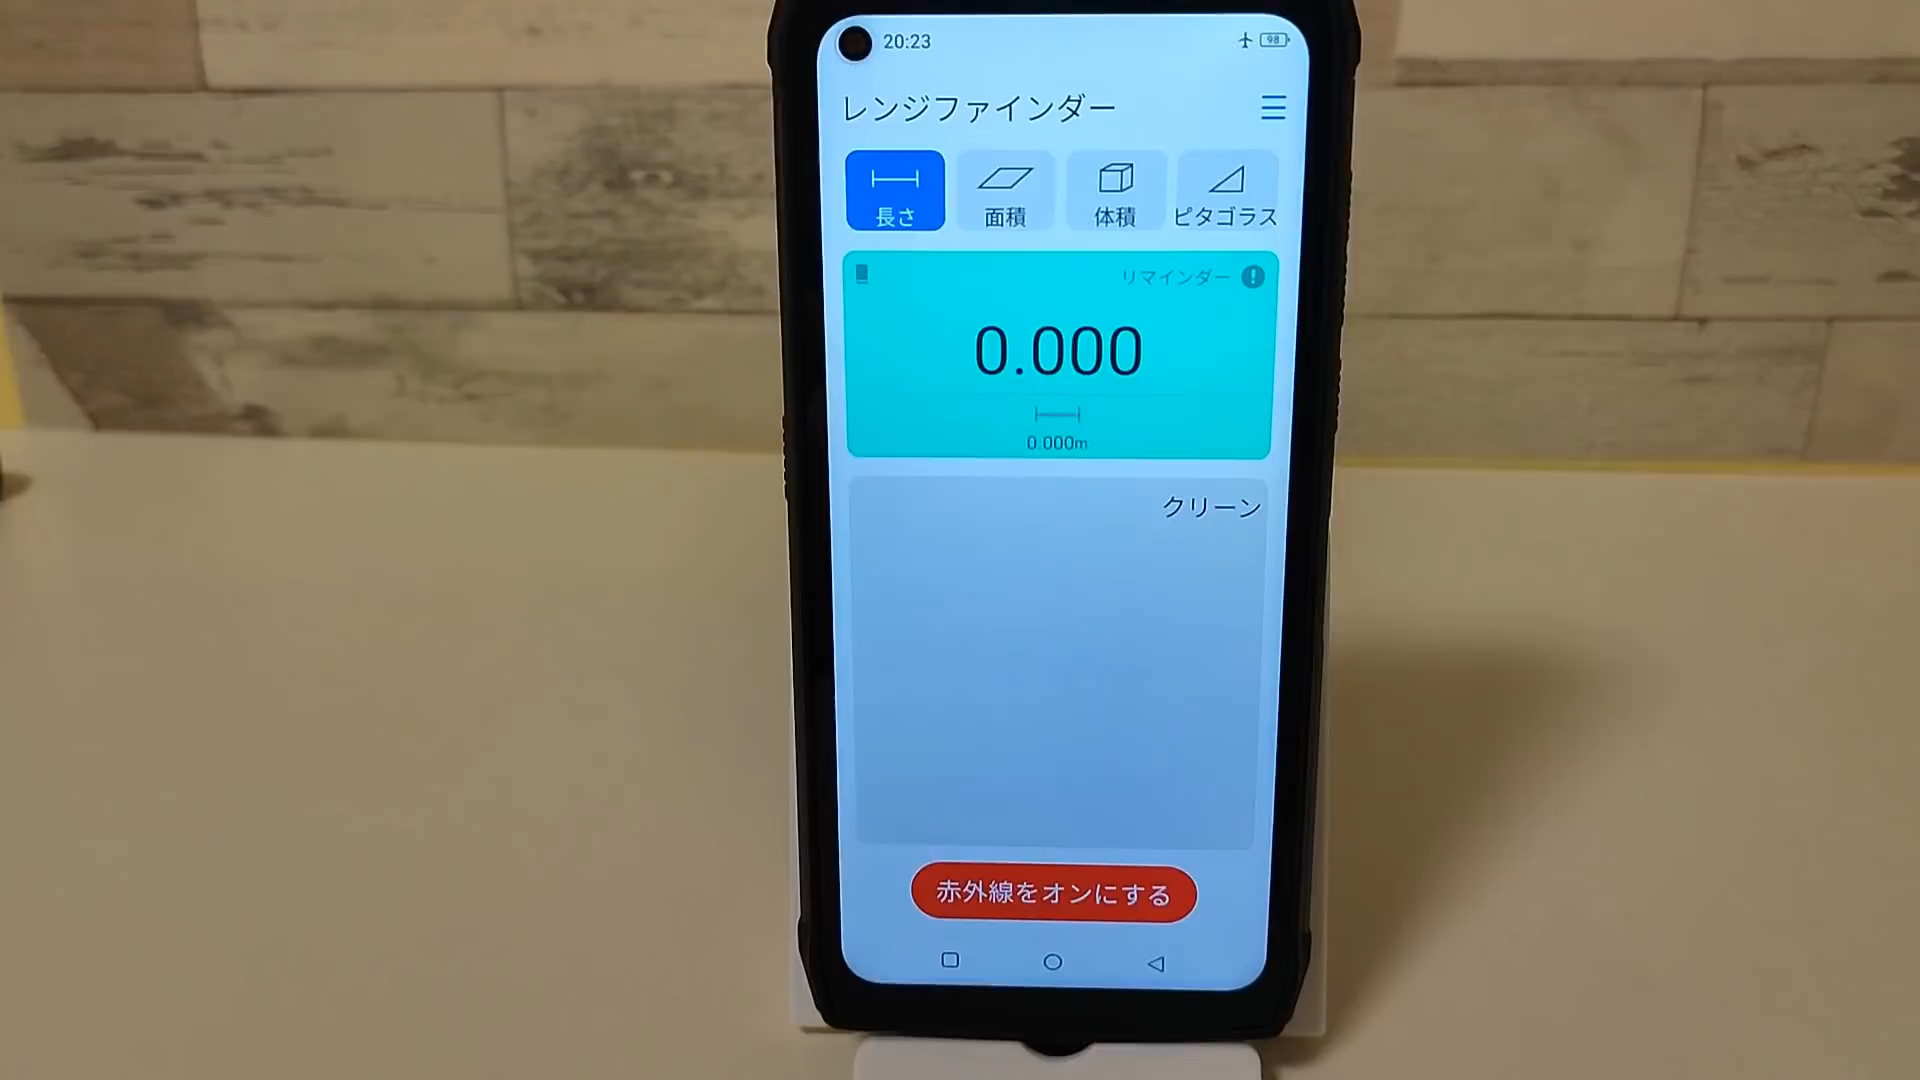 20:23
98
レンジファインダー
長さ
面積
体積
ピタゴラス
リマインダー
0.000
0.000m
クリーン
赤外線をオンにする